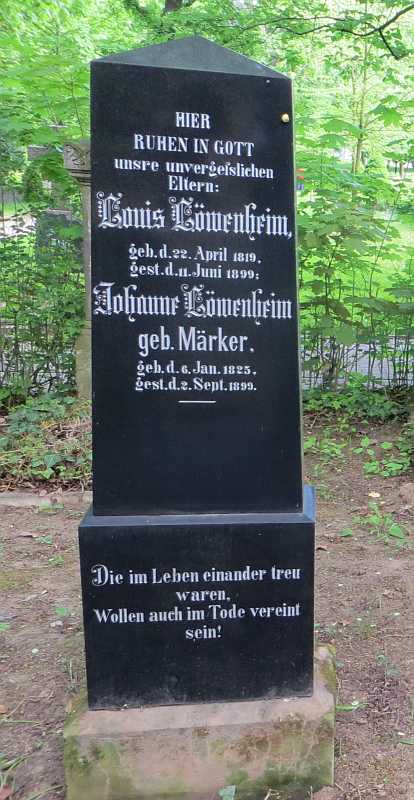 HIER
RUHEN IN GOTT
unsre unvergeſslichen
Eltern:
Louis Löwenheim,
geb. d. 22. April 1819,
gest. d. 11. Juni 1899;
Johanne Löwenheim
geb. Märker,
geb. d. 6. Jan. 1825,
gest. d. 2. Sept. 1899.
Die im Leben einander treu
waren,
Wollen auch im Tode vereint
sein!